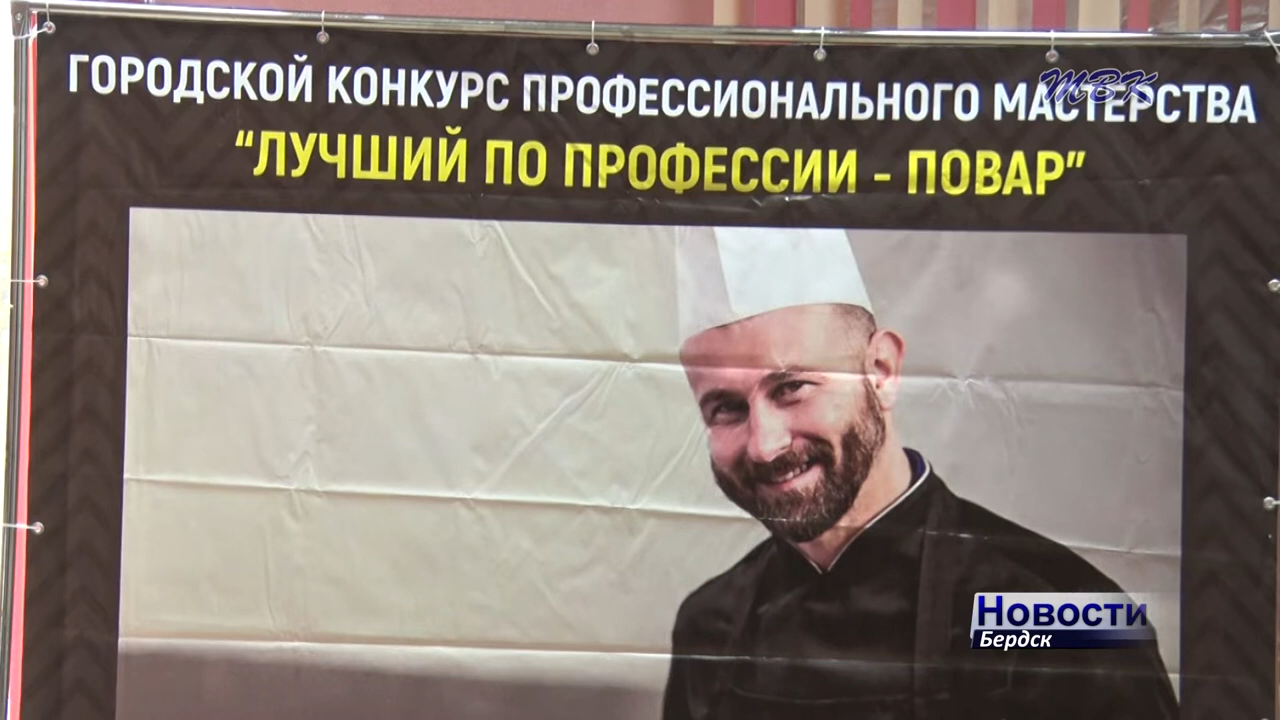 ГОРОДСКОЙ КОНКУРС ПРОФЕССИОНАЛЬНОГО МАСТЕРСТВА
ТВК
“ЛУЧШИЙ ПО ПРОФЕССИИ - ПОВАР”
Новости
Бердск